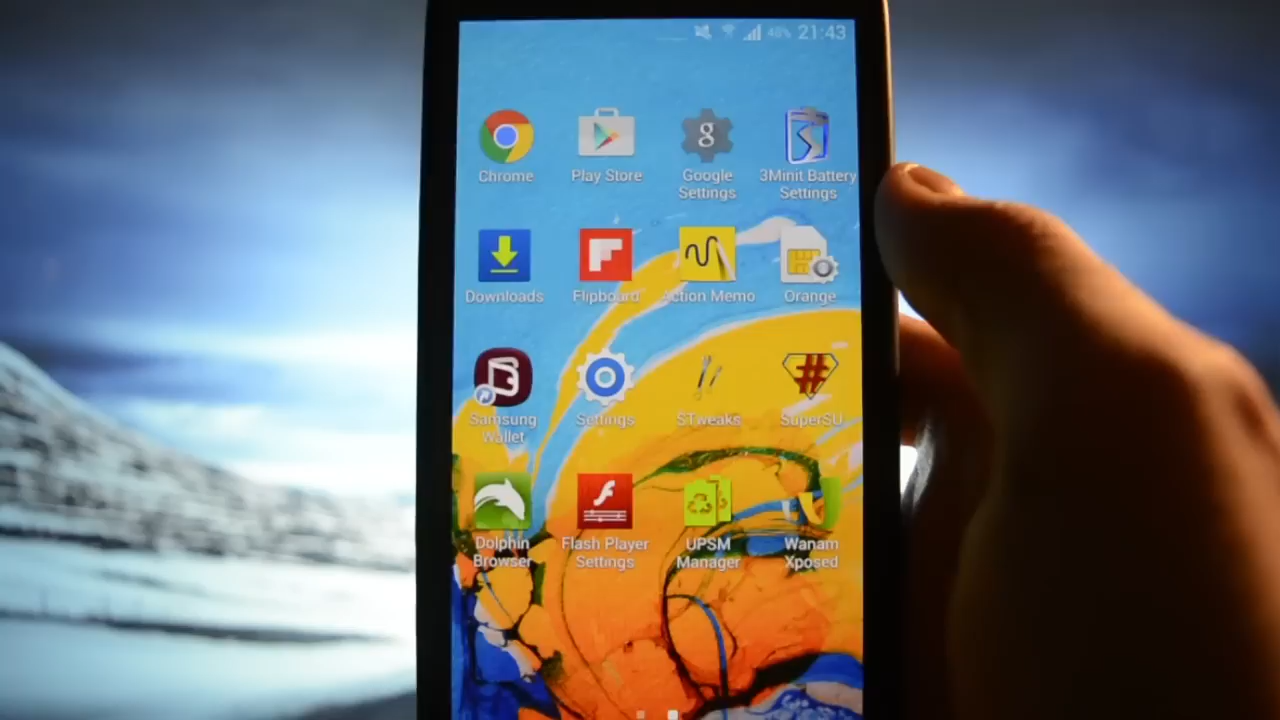 48% 21:43
Chrome
Play Store
Google
Settings
3Minit Battery
Settings
Downloads
Flipboard
Action Memo
Orange
Samsung
Wallet
Settings
STweaks
SuperSU
Dolphin
Browser
Flash Player
Settings
UPSM
Manager
Wanam
Xposed